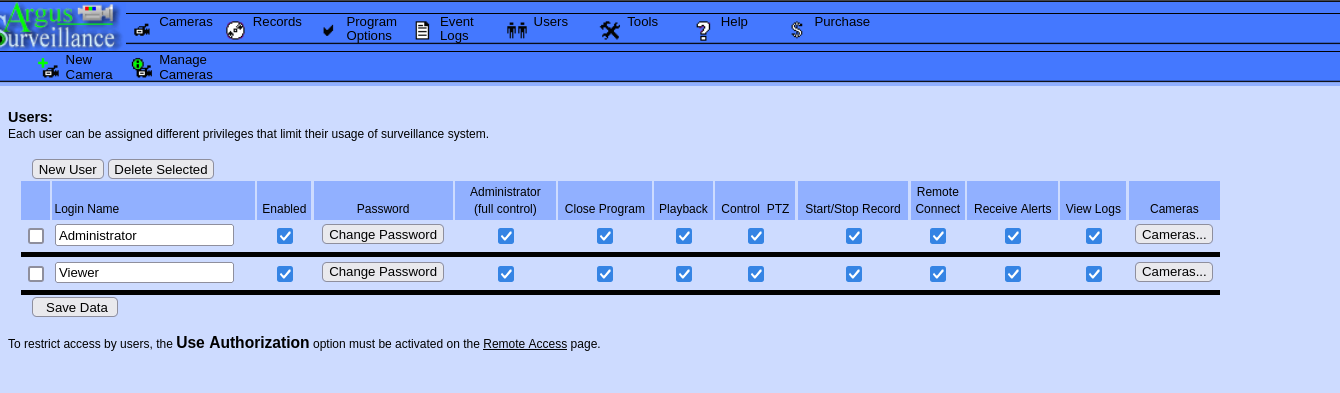 Argus
Surveillance
Cameras Records Program Options Event Logs Users Tools Help Purchase
New Camera Manage Cameras
Users:
Each user can be assigned different privileges that limit their usage of surveillance system.
New User Delete Selected
Login Name Enabled Password Administrator (full control) Close Program Playback Control PTZ Start/Stop Record Remote Connect Receive Alerts View Logs Cameras
Administrator Change Password Cameras...
Viewer Change Password Cameras...
Save Data
To restrict access by users, the Use Authorization option must be activated on the Remote Access page.